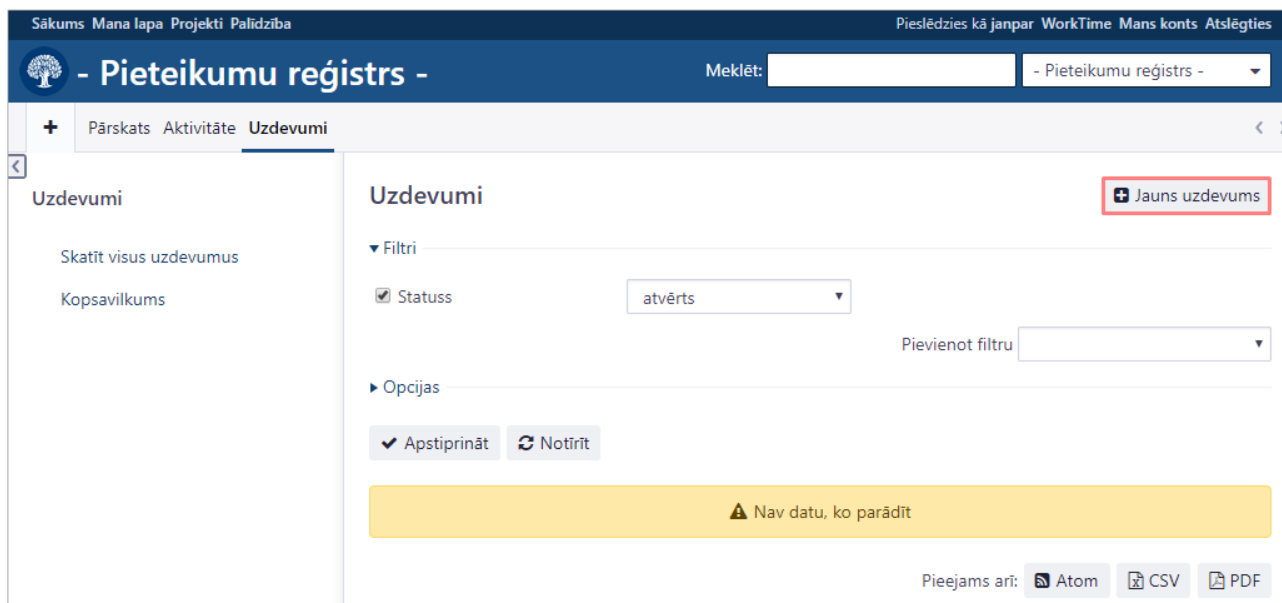 Sākums Mana lapa Projekti Palīdzība
Pieslēdzies kā janpar WorkTime Mans konts Atslēgties
- Pieteikumu reģistrs -
Meklēt:
- Pieteikumu reģistrs -
+ Pārskats Aktivitāte Uzdevumi
Uzdevumi
Skatīt visus uzdevumus
Kopsavilkums
Uzdevumi
Jauns uzdevums
Filtri
Statuss
atvērts
Pievienot filtru
Opcijas
Apstiprināt Notīrīt
Nav datu, ko parādīt
Pieejams arī: Atom CSV PDF